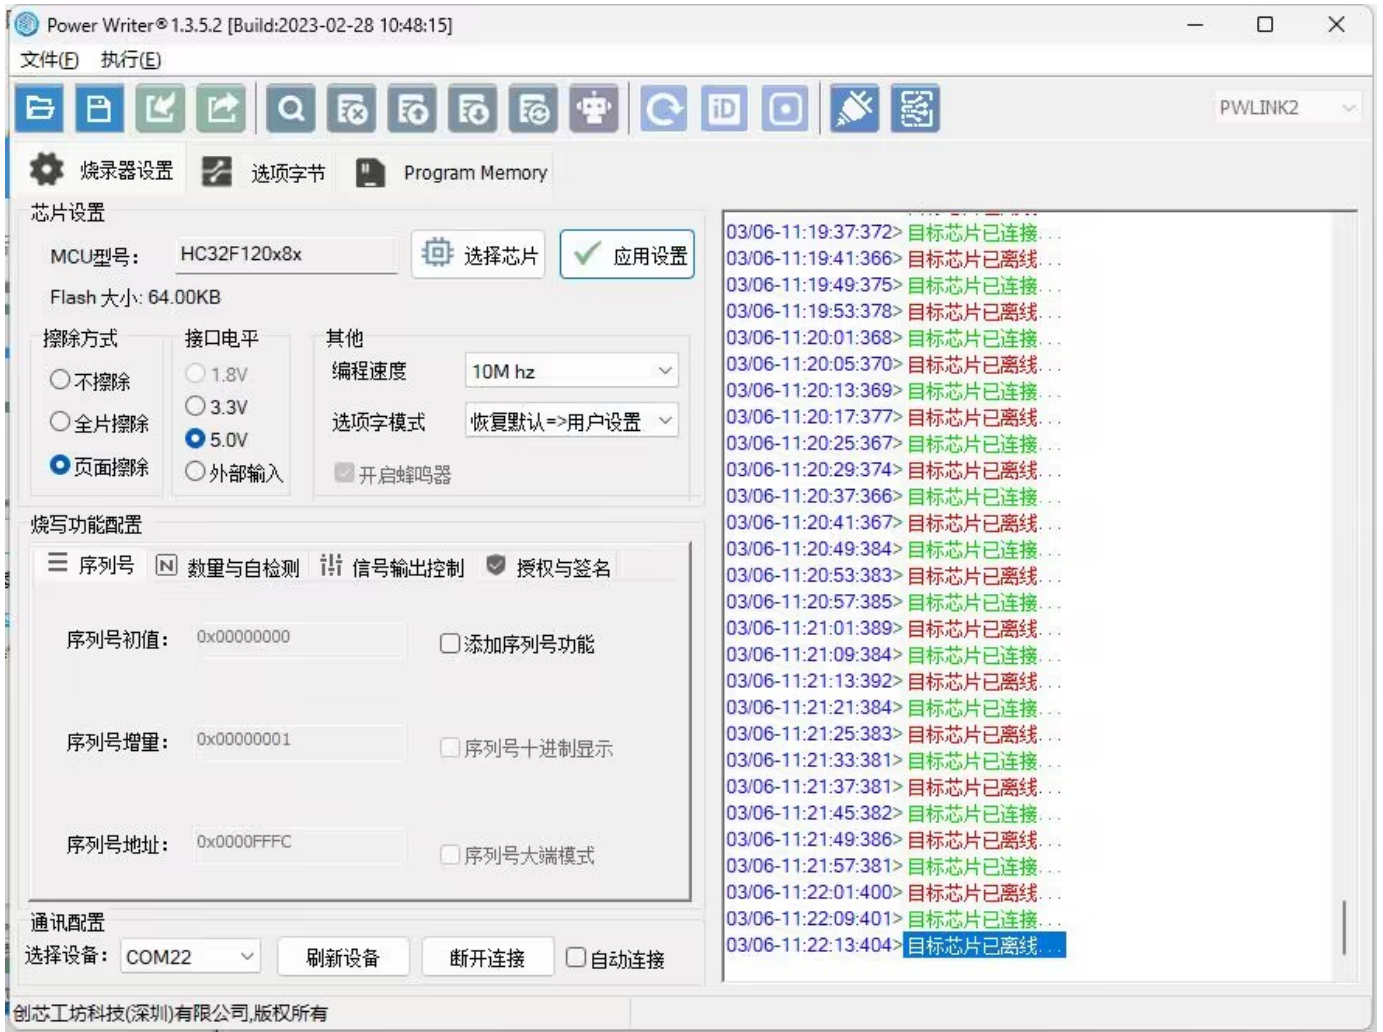 Power Writer® 1.3.5.2 [Build:2023-02-28 10:48:15]
文件(F) 执行(E)
PWLINK2
烧录器设置 选项字节 Program Memory
芯片设置
MCU型号: HC32F120x8x 选择芯片 应用设置
Flash 大小: 64.00KB
擦除方式 接口电平 其他
不擦除
全片擦除
页面擦除
1.8V
3.3V
5.0V
外部输入
编程速度 10M hz
选项字模式 恢复默认=>用户设置
开启蜂鸣器
烧写功能配置
序列号 数量与自检测 信号输出控制 授权与签名
序列号初值: 0x00000000 添加序列号功能
序列号增量: 0x00000001 序列号十进制显示
序列号地址: 0x0000FFFC 序列号大端模式
通讯配置
选择设备: COM22 刷新设备 断开连接 自动连接
03/06-11:19:37:372>目标芯片已连接...
03/06-11:19:41:366>目标芯片已离线...
03/06-11:19:49:375>目标芯片已连接...
03/06-11:19:53:378>目标芯片已离线...
03/06-11:20:01:368>目标芯片已连接...
03/06-11:20:05:370>目标芯片已离线...
03/06-11:20:13:369>目标芯片已连接...
03/06-11:20:17:377>目标芯片已离线...
03/06-11:20:25:367>目标芯片已连接...
03/06-11:20:29:374>目标芯片已离线...
03/06-11:20:37:366>目标芯片已连接...
03/06-11:20:41:367>目标芯片已离线...
03/06-11:20:49:384>目标芯片已连接...
03/06-11:20:53:383>目标芯片已离线...
03/06-11:20:57:385>目标芯片已连接...
03/06-11:21:01:389>目标芯片已离线...
03/06-11:21:09:384>目标芯片已连接...
03/06-11:21:13:392>目标芯片已离线...
03/06-11:21:21:384>目标芯片已连接...
03/06-11:21:25:383>目标芯片已离线...
03/06-11:21:33:381>目标芯片已连接...
03/06-11:21:37:381>目标芯片已离线...
03/06-11:21:45:382>目标芯片已连接...
03/06-11:21:49:386>目标芯片已离线...
03/06-11:21:57:381>目标芯片已连接...
03/06-11:22:01:400>目标芯片已离线...
03/06-11:22:09:401>目标芯片已连接...
03/06-11:22:13:404>目标芯片已离线...
创芯工坊科技(深圳)有限公司,版权所有